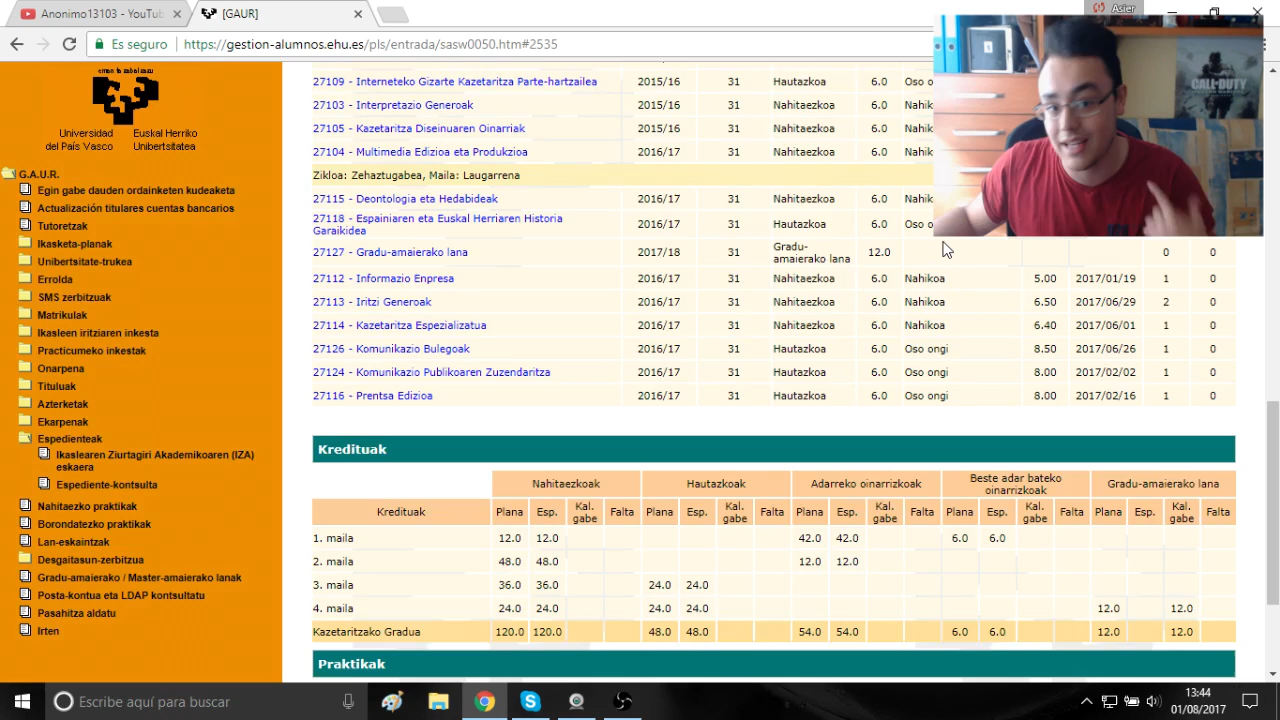 Anonimo13103 - YouTub
[GAUR]
Asier
Es seguro
https://gestion-alumnos.ehu.es/pls/entrada/sasw0050.htm#2535
CALL OF DUTY
Universidad del País Vasco
Euskal Herriko Unibertsitatea
G.A.U.R.
Egin gabe dauden ordainketen kudeaketa
Actualización titulares cuentas bancarios
Tutoretzak
Ikasketa-planak
Unibertsitate-trukea
Errolda
SMS zerbitzuak
Matrikulak
Ikasleen iritziaren inkesta
Practicumeko inkestak
Onarpena
Tituluak
Azterketak
Ekarpenak
Espedienteak
Ikaslearen Ziurtagiri Akademikoaren (IZA)
eskaera
Espediente-kontsulta
Nahitaezko praktikak
Borondatezko praktikak
Lan-eskaintzak
Desgaitasun-zerbitzua
Gradu-amaierako / Master-amaierako lanak
Posta-kontua eta LDAP kontsultatu
Pasahitza aldatu
Irten
27109 - Interneteko Gizarte Kazetaritza Parte-hartzailea 2015/16 31 Hautazkoa 6.0 Oso o
27103 - Interpretazio Generoak 2015/16 31 Nahitaezkoa 6.0 Nahik
27105 - Kazetaritza Diseinuaren Oinarriak 2015/16 31 Nahitaezkoa 6.0 Nahik
27104 - Multimedia Edizioa eta Produkzioa 2016/17 31 Nahitaezkoa 6.0 Nahik
Zikloa: Zehaztugabea, Maila: Laugarrena
27115 - Deontologia eta Hedabideak 2016/17 31 Nahitaezkoa 6.0 Nahik
27118 - Espainiaren eta Euskal Herriaren Historia
Garaikidea 2016/17 31 Hautazkoa 6.0 Oso o
27127 - Gradu-amaierako lana 2017/18 31 Gradu-
amaierako lana 12.0 0 0
27112 - Informazio Enpresa 2016/17 31 Nahitaezkoa 6.0 Nahikoa 5.00 2017/01/19 1 0
27113 - Iritzi Generoak 2016/17 31 Nahitaezkoa 6.0 Nahikoa 6.50 2017/06/29 2 0
27114 - Kazetaritza Espezializatua 2016/17 31 Nahitaezkoa 6.0 Nahikoa 6.40 2017/06/01 1 0
27126 - Komunikazio Bulegoak 2016/17 31 Hautazkoa 6.0 Oso ongi 8.50 2017/06/26 1 0
27124 - Komunikazio Publikoaren Zuzendaritza 2016/17 31 Hautazkoa 6.0 Oso ongi 8.00 2017/02/02 1 0
27116 - Prentsa Edizioa 2016/17 31 Hautazkoa 6.0 Oso ongi 8.00 2017/02/16 1 0
Kredituak
Nahitaezkoak Hautazkoak Adarreko oinarrizkoak Beste adar bateko oinarrizkoak Gradu-amaierako lana
Kredituak Plana Esp. Kal. gabe Falta Plana Esp. Kal. gabe Falta Plana Esp. Kal. gabe Falta Plana Esp. Kal. gabe Falta Plana Esp. Kal. gabe Falta
1. maila 12.0 12.0 42.0 42.0 6.0 6.0
2. maila 48.0 48.0 12.0 12.0
3. maila 36.0 36.0 24.0 24.0
4. maila 24.0 24.0 24.0 24.0 12.0 12.0
Kazetaritzako Gradua 120.0 120.0 48.0 48.0 54.0 54.0 6.0 6.0 12.0 12.0
Praktikak
Escribe aquí para buscar
13:44
01/08/2017